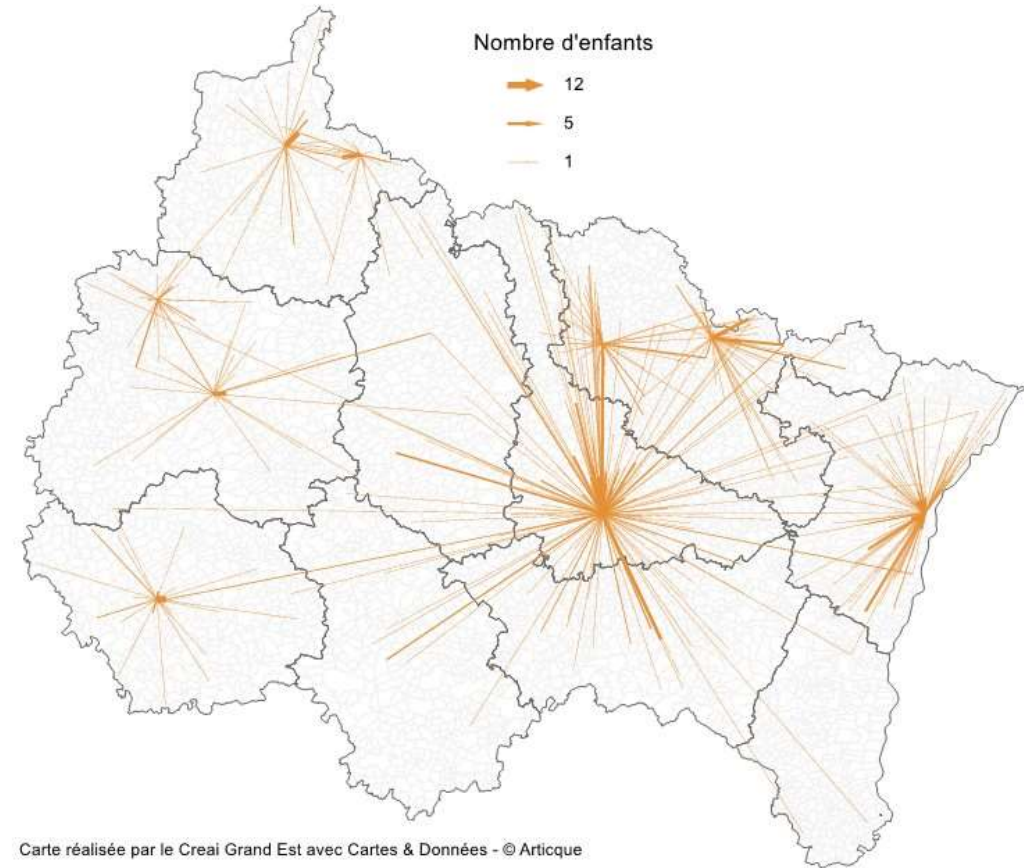 Nombre d'enfants
12
5
1
Carte réalisée par le Creai Grand Est avec Cartes & Données - © Articque